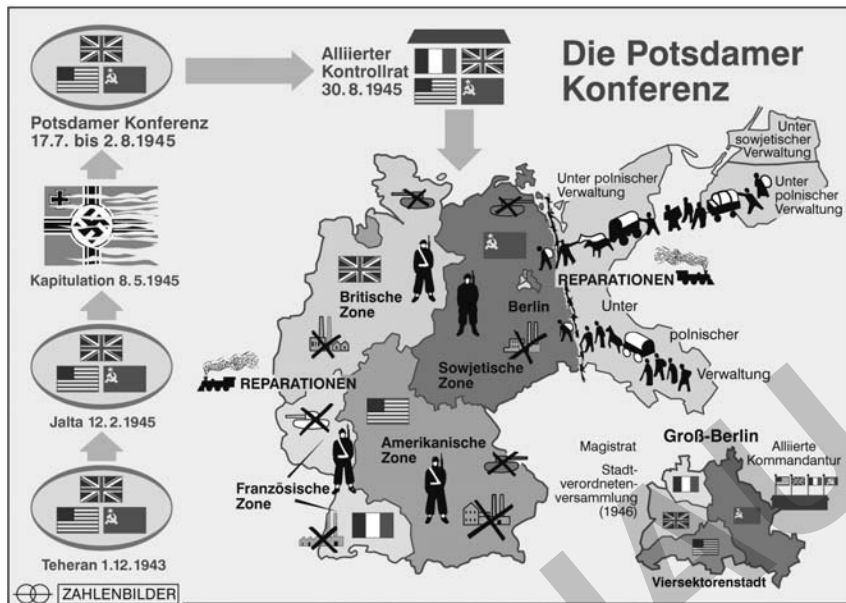 Die Potsdamer
Konferenz
Potsdamer Konferenz
17.7. bis 2.8.1945
Alliierter
Kontrollrat
30.8.1945
Kapitulation 8.5.1945
Jalta 12.2.1945
Teheran 1.12.1943
Unter
sowjetischer
Verwaltung
Unter polnischer
Verwaltung
Unter
polnischer
Verwaltung
Britische
Zone
Berlin
REPARATIONEN
Unter
polnischer
Verwaltung
Sowjetische
Zone
REPARATIONEN
Amerikanische
Zone
Französische
Zone
Groß-Berlin
Magistrat
Stadt-
verordneten-
versammlung
(1946)
Alliierte
Kommandantur
Viersektorenstadt
ZAHLENBILDER